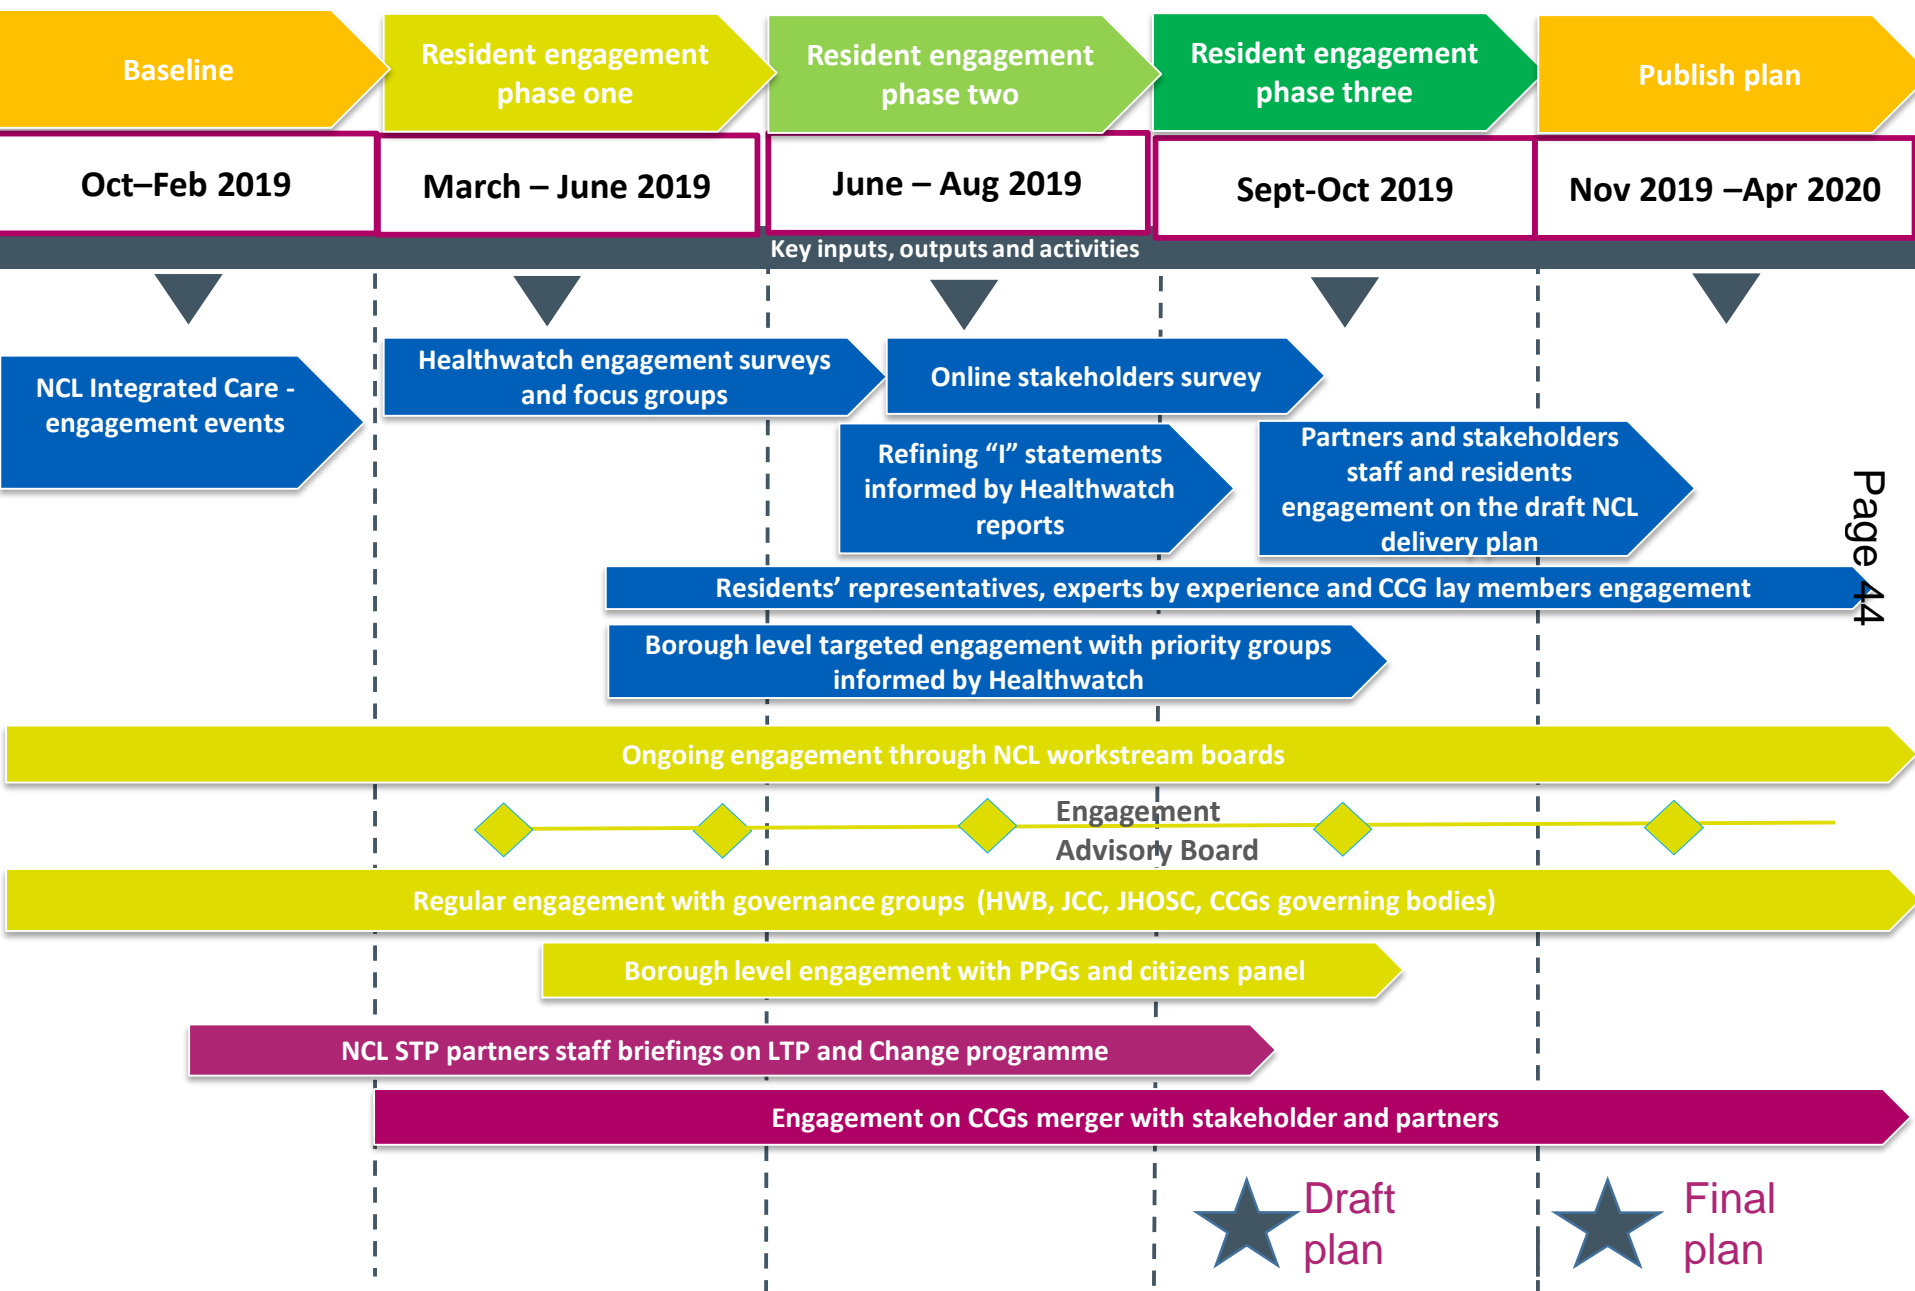 Baseline
Resident engagement
phase one
Resident engagement
phase two
Resident engagement
phase three
Publish plan
Oct–Feb 2019
March – June 2019
June – Aug 2019
Sept-Oct 2019
Nov 2019 –Apr 2020
Key inputs, outputs and activities
NCL Integrated Care -
engagement events
Healthwatch engagement surveys
and focus groups
Online stakeholders survey
Refining “I” statements
informed by Healthwatch
reports
Partners and stakeholders
staff and residents
engagement on the draft NCL
delivery plan
Page 44
Residents’ representatives, experts by experience and CCG lay members engagement
Borough level targeted engagement with priority groups
informed by Healthwatch
Ongoing engagement through NCL workstream boards
Engagement
Advisory Board
Regular engagement with governance groups (HWB, JCC, JHOSC, CCGs governing bodies)
Borough level engagement with PPGs and citizens panel
NCL STP partners staff briefings on LTP and Change programme
Engagement on CCGs merger with stakeholder and partners
Draft
plan
Final
plan